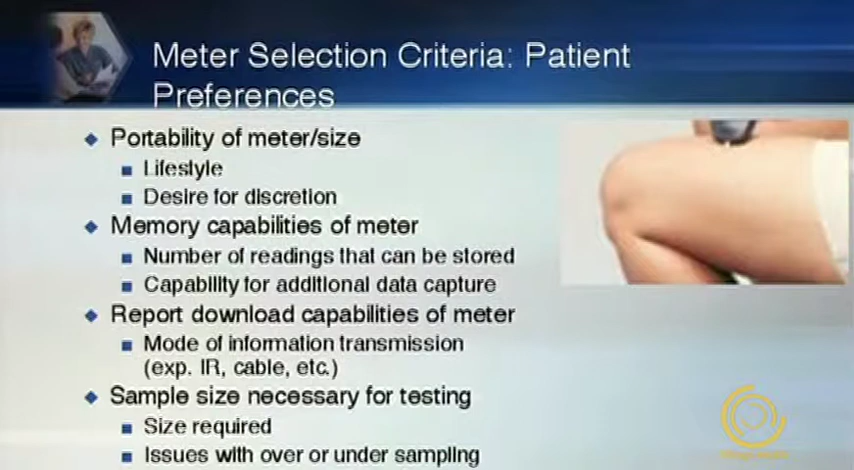 Meter Selection Criteria: Patient
Preferences
Portability of meter/size
Lifestyle
Desire for discretion
Memory capabilities of meter
Number of readings that can be stored
Capability for additional data capture
Report download capabilities of meter
Mode of information transmission
(exp. IR, cable, etc.)
Sample size necessary for testing
Size required
Issues with over or under sampling